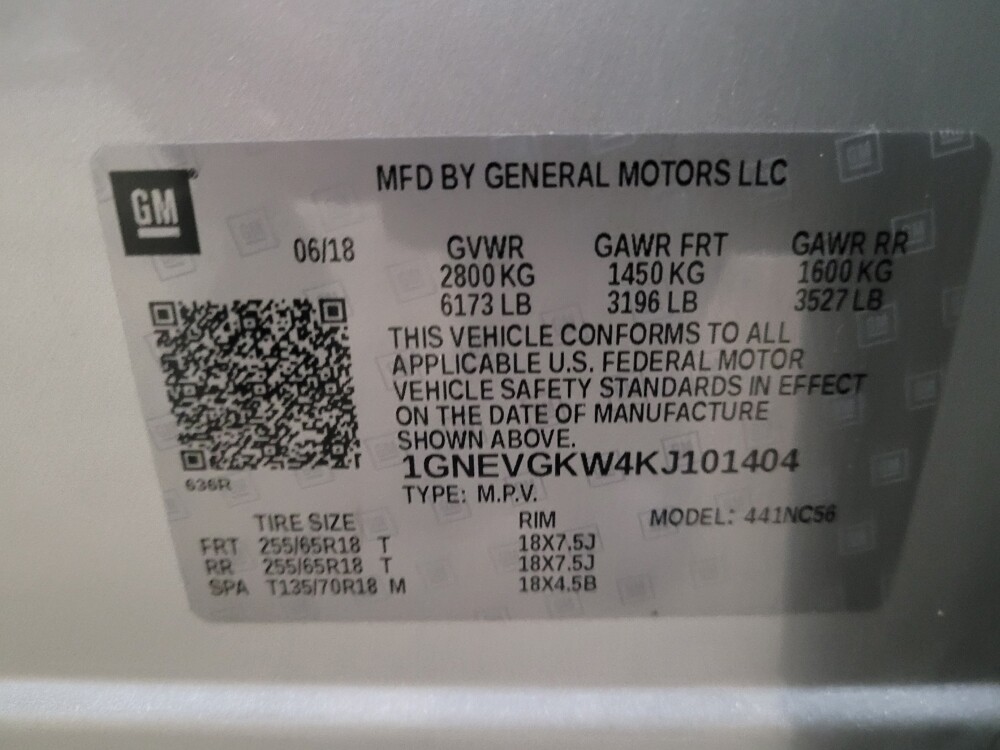 GM
MFD BY GENERAL MOTORS LLC
06/18 GVWR GAWR FRT GAWR RR
2800 KG 1450 KG 1600 KG
6173 LB 3196 LB 3527 LB
THIS VEHICLE CONFORMS TO ALL
APPLICABLE U.S. FEDERAL MOTOR
VEHICLE SAFETY STANDARDS IN EFFECT
ON THE DATE OF MANUFACTURE
SHOWN ABOVE.
1GNEVGKW4KJ101404
636R
TYPE: M.P.V.
TIRE SIZE RIM MODEL: 441NC56
FRT 255/65R18 T 18X7.5J
RR 255/65R18 T 18X7.5J
SPA T135/70R18 M 18X4.5B